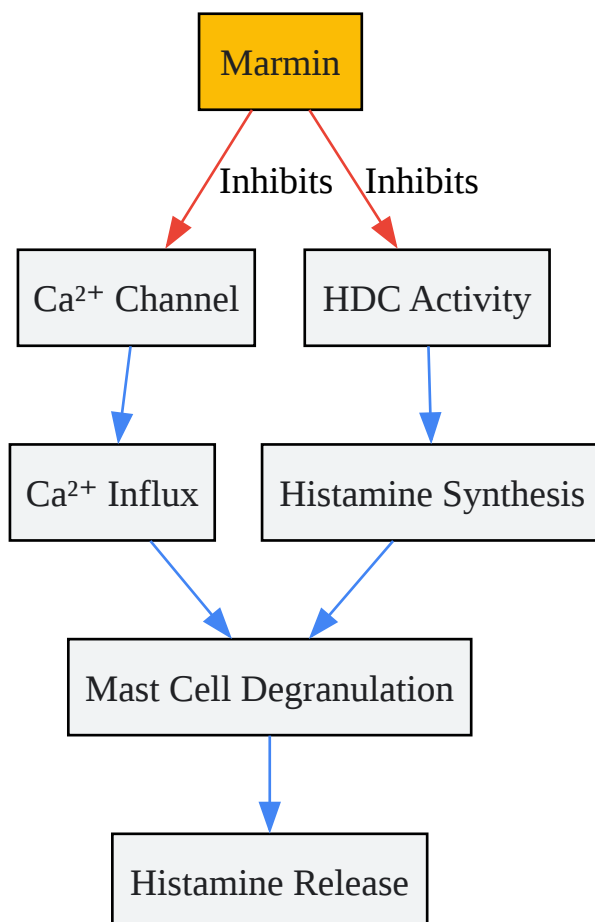 Marmin
Inhibits
Inhibits
Ca²⁺ Channel
HDC Activity
Ca²⁺ Influx
Histamine Synthesis
Mast Cell Degranulation
Histamine Release